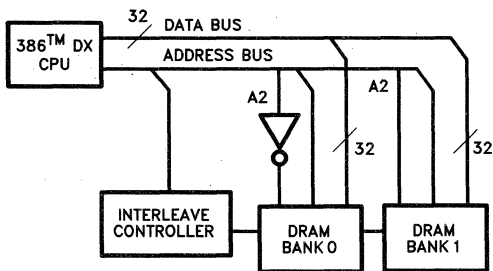 32
DATA BUS
386™ DX
CPU
ADDRESS BUS
A2
A2
32
32
INTERLEAVE
CONTROLLER
DRAM
BANK 0
DRAM
BANK 1